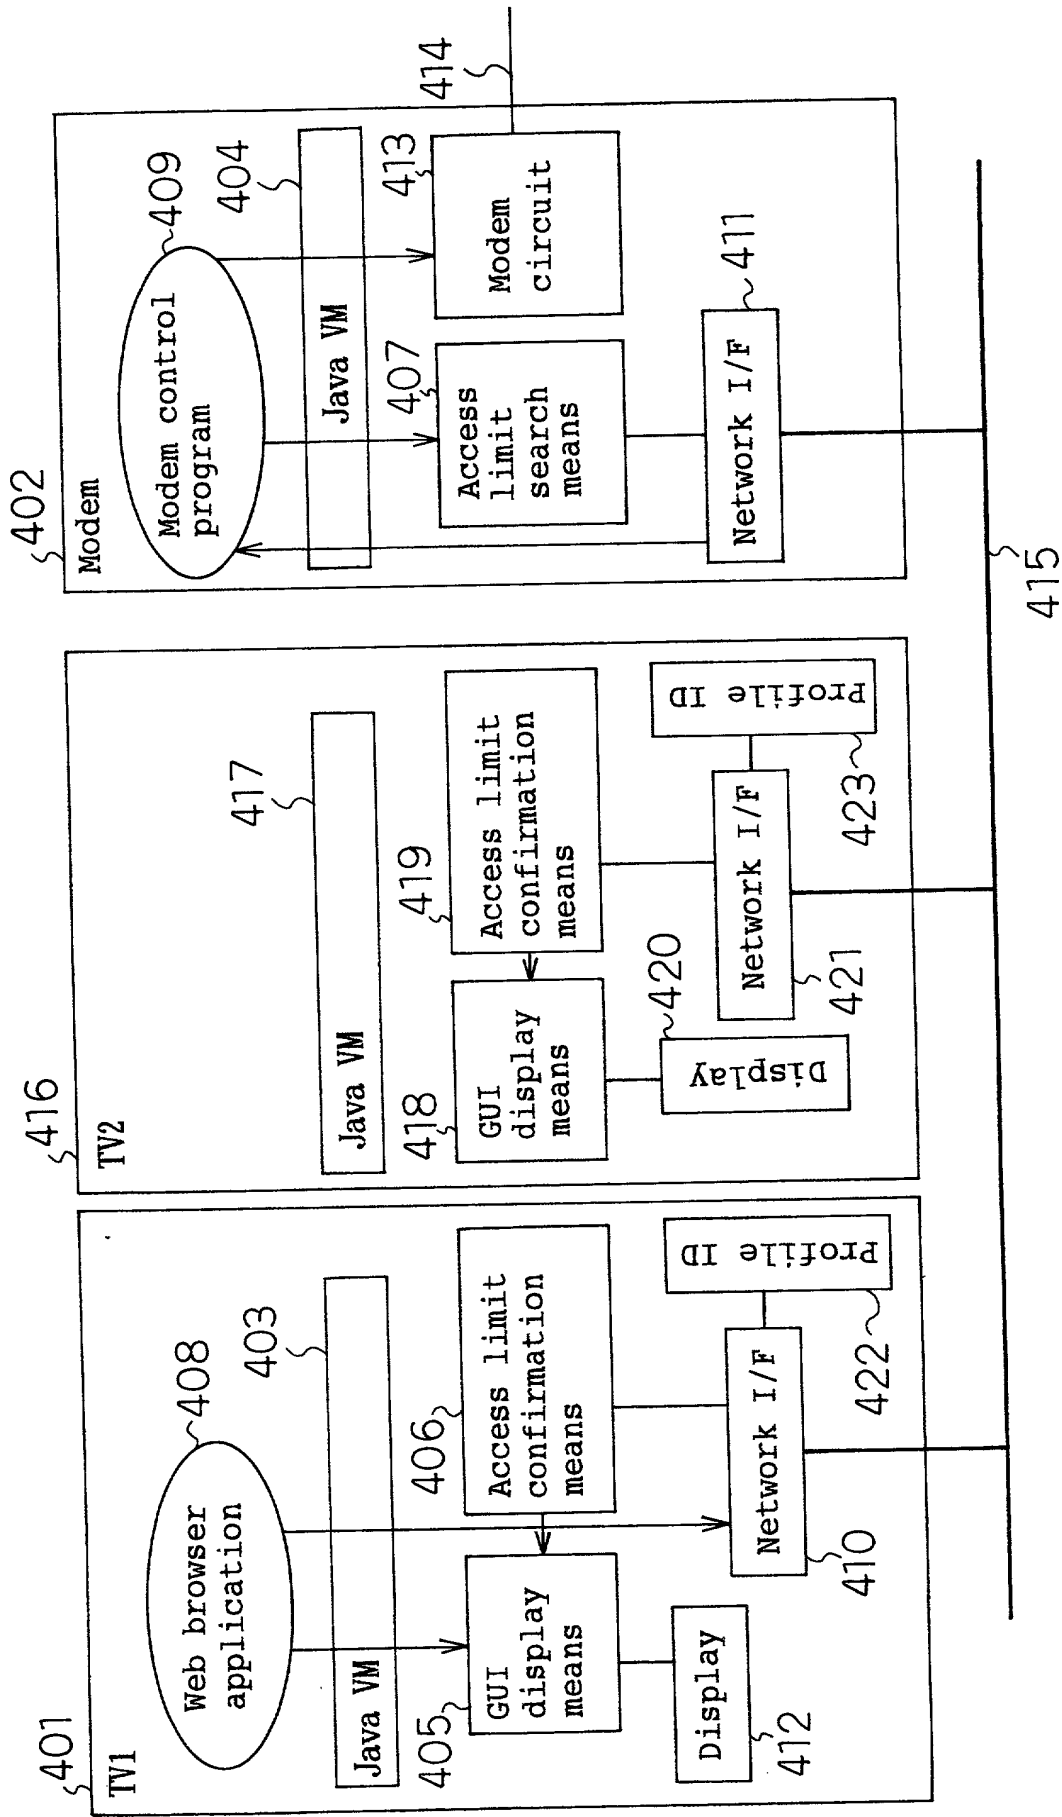 401
TV1
Web browser
application
408
403
Java VM
405
GUI
display
means
406
Access limit
confirmation
means
Display
412
Network I/F
410
Profile ID
422
416
TV2
417
Java VM
418
GUI
display
means
419
Access limit
confirmation
means
420
Display
Network I/F
421
Profile ID
423
402
Modem
Modem control
program
409
404
Java VM
407
Access
limit
search
means
413
Modem
circuit
414
Network I/F
411
415